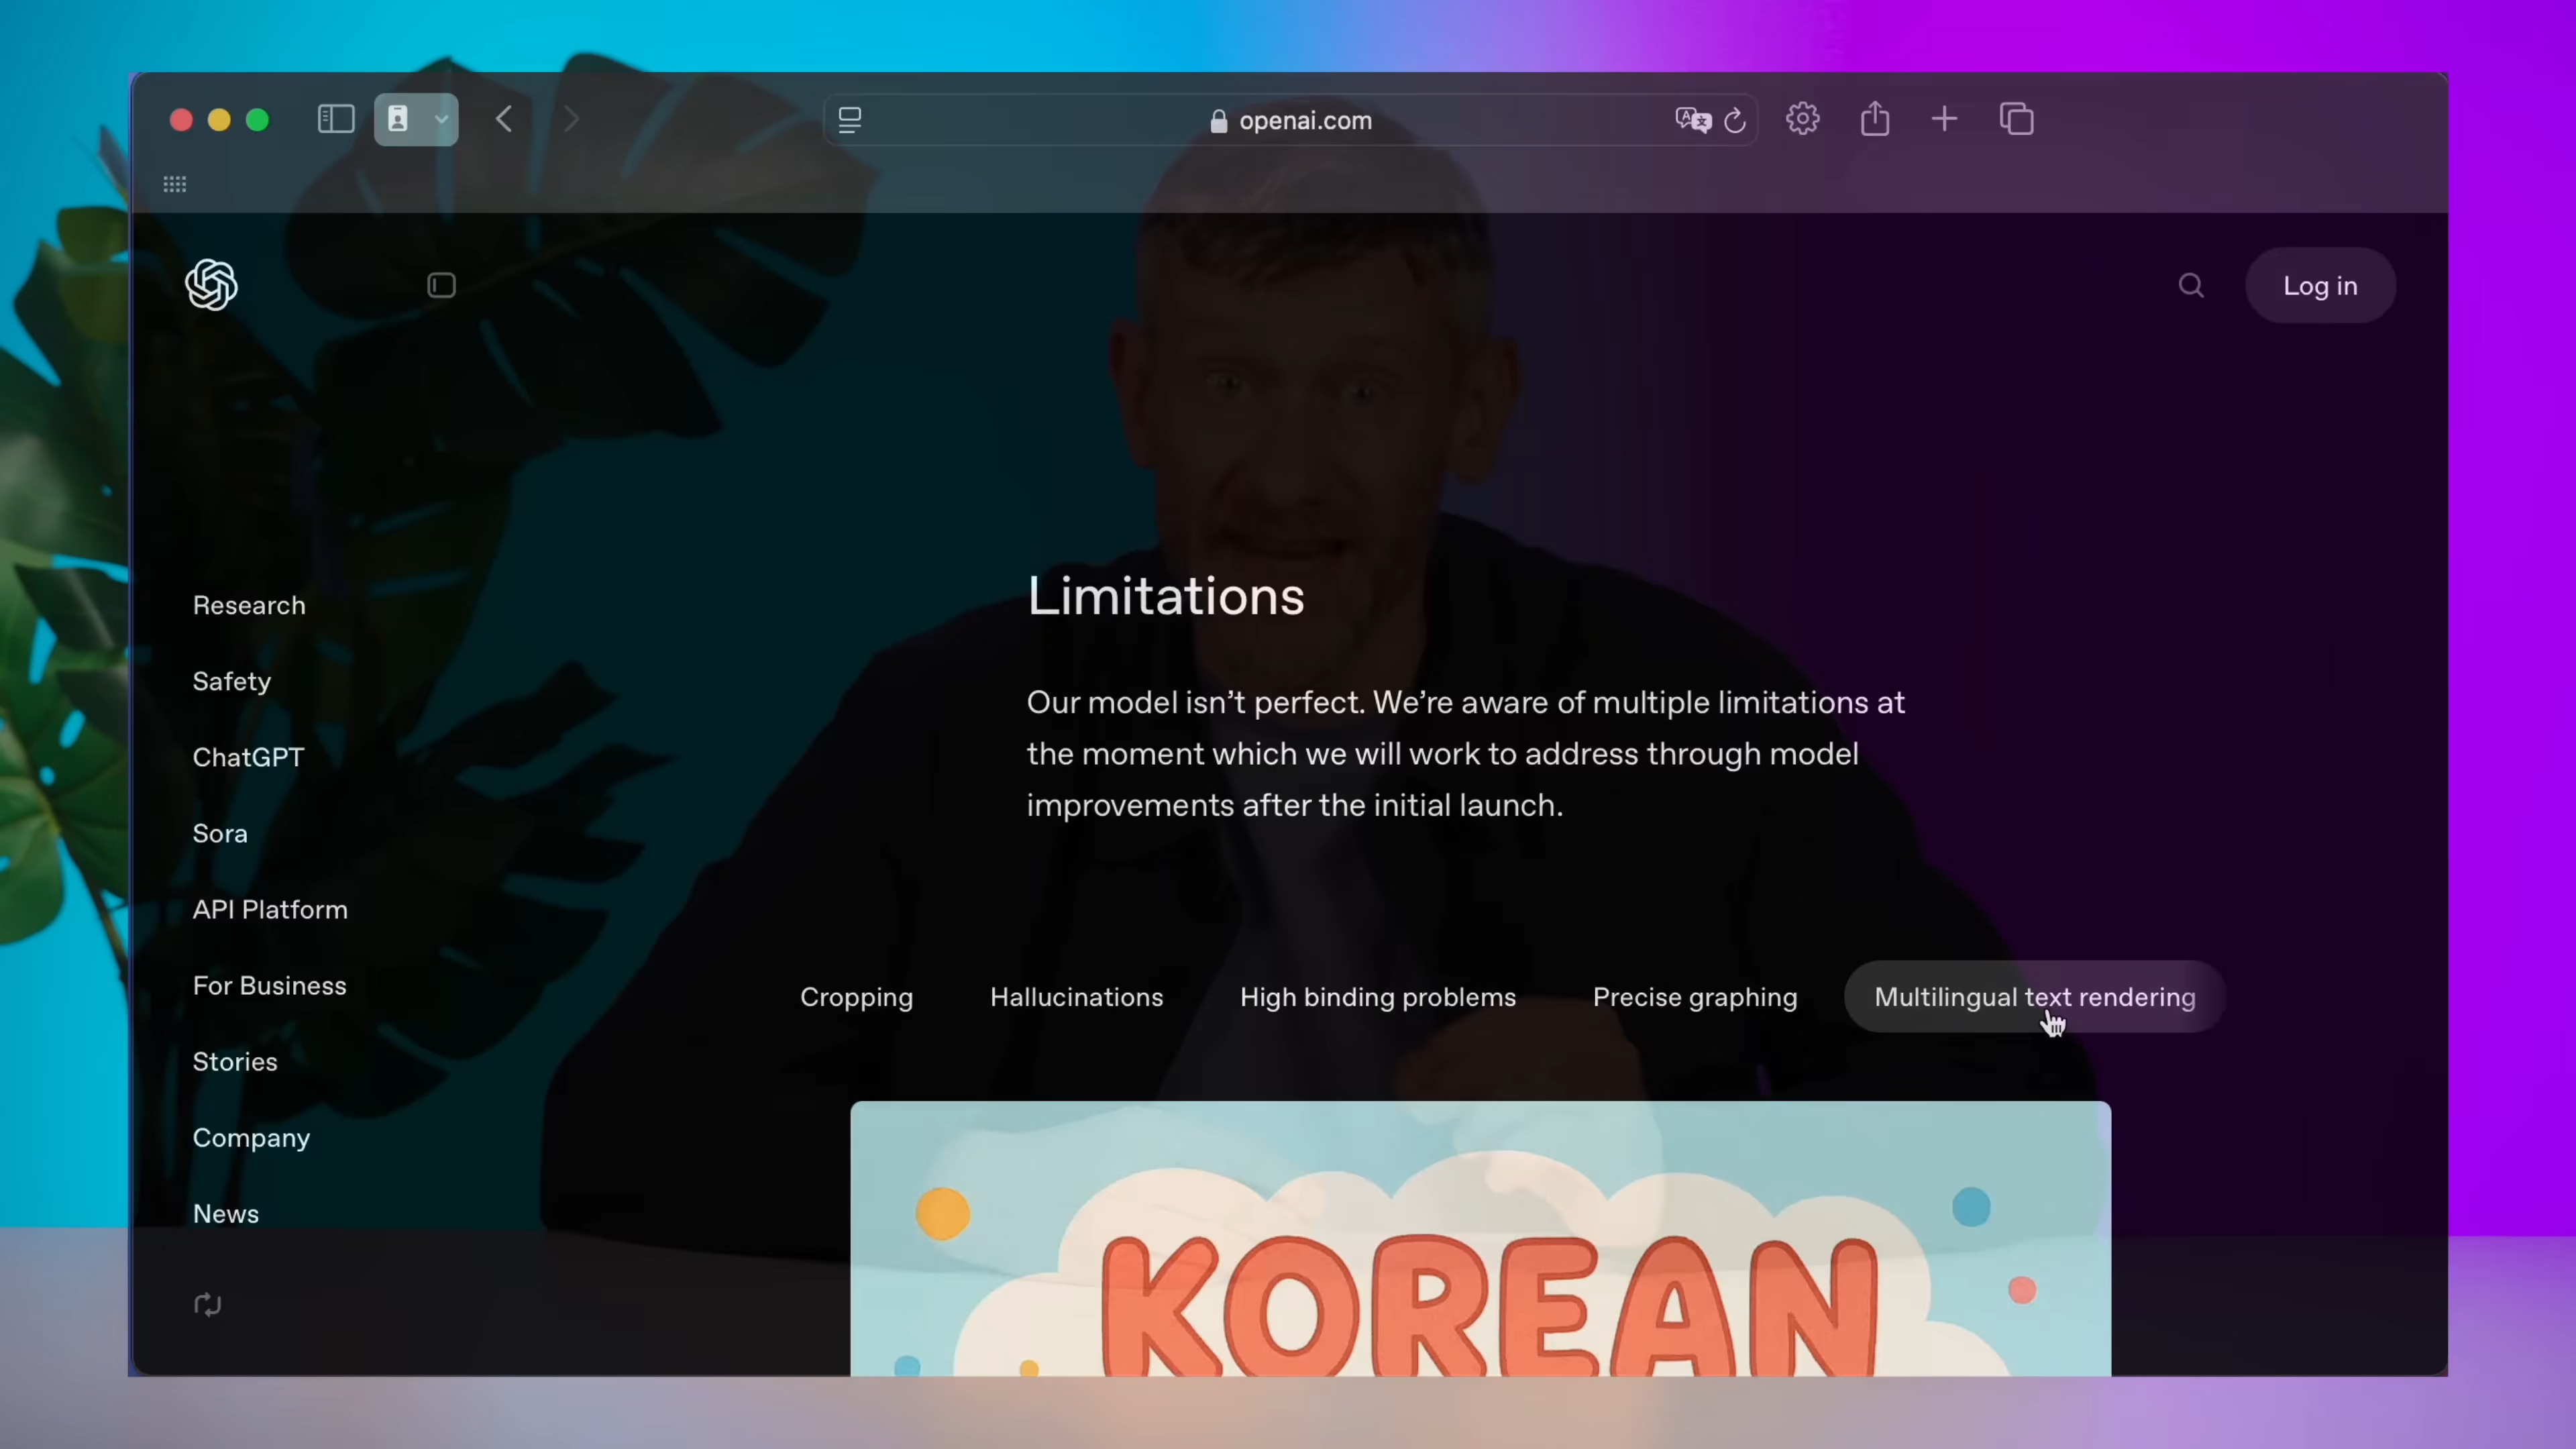 openai.com
Log in
Research
Safety
ChatGPT
Sora
API Platform
For Business
Stories
Company
News
Limitations
Our model isn't perfect. We're aware of multiple limitations at
the moment which we will work to address through model
improvements after the initial launch.
Cropping
Hallucinations
High binding problems
Precise graphing
Multilingual text rendering
KOREAN